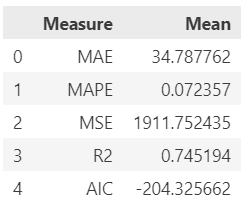 Measure Mean
0 MAE 34.787762
1 MAPE 0.072357
2 MSE 1911.752435
3 R2 0.745194
4 AIC -204.325662